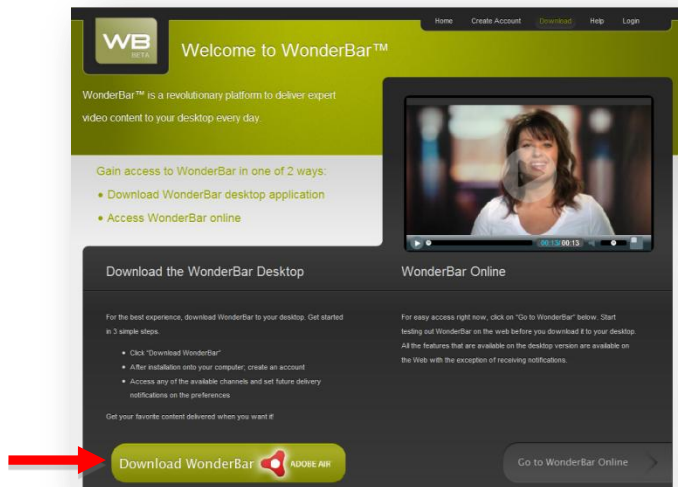 Home Create Account Download Help Login
WB
BETA
Welcome to WonderBar™
WonderBar™ is a revolutionary platform to deliver expert
video content to your desktop every day.
Gain access to WonderBar in one of 2 ways:
• Download WonderBar desktop application
• Access WonderBar online
00:13/00:13
Download the WonderBar Desktop
For the best experience, download WonderBar to your desktop. Get started
in 3 simple steps.
• Click "Download WonderBar"
• After installation onto your computer, create an account
• Access any of the available channels and set future delivery
notifications on the preferences
Get your favorite content delivered when you want it!
Download WonderBar ADOBE AIR
WonderBar Online
For easy access right now, click on "Go to WonderBar" below. Start
testing out WonderBar on the web before you download it to your desktop.
All the features that are available on the desktop version are available on
the Web with the exception of receiving notifications.
Go to WonderBar Online